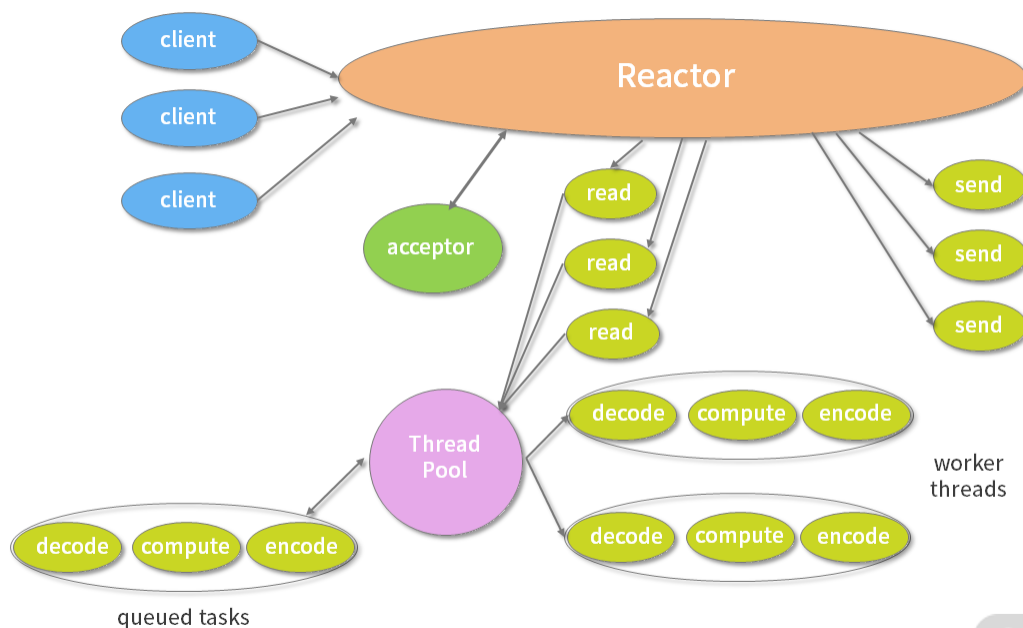 client
Reactor
client
client
acceptor
read
read
read
send
send
send
Thread
Pool
decode compute encode
worker
threads
decode compute encode
decode compute encode
queued tasks